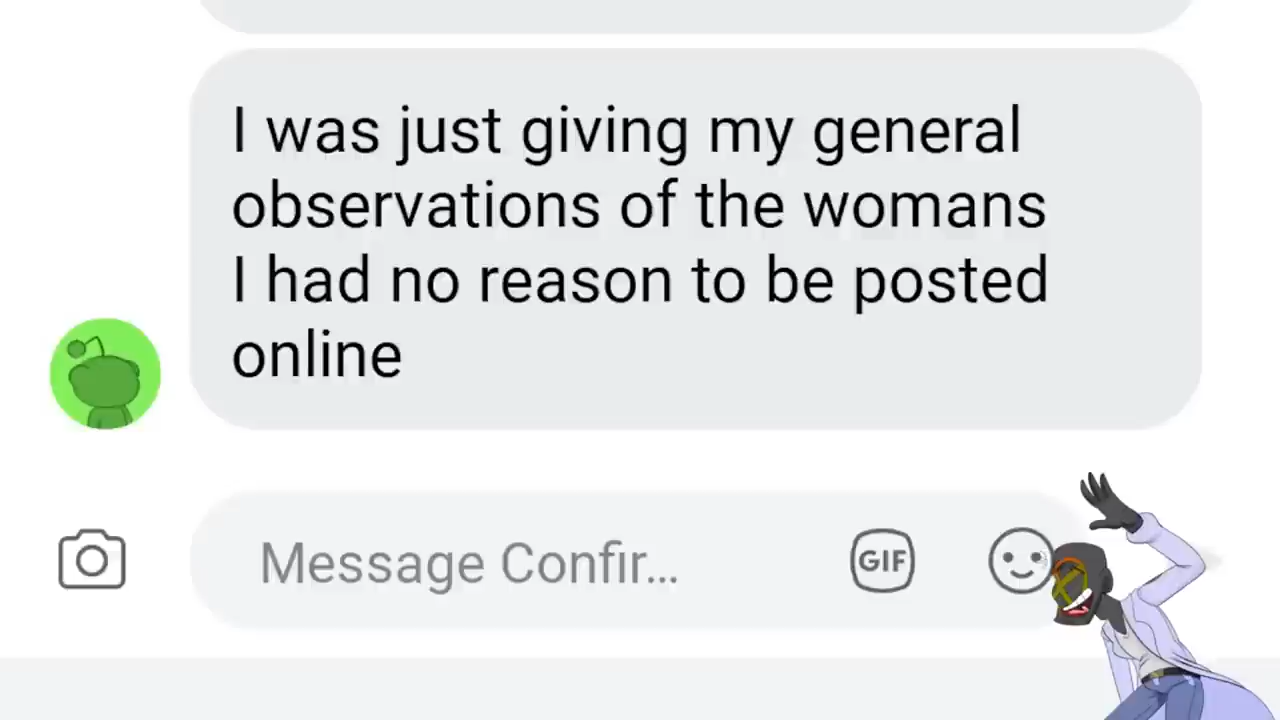 I was just giving my general
observations of the womans
I had no reason to be posted
online
Message Confir...
GIF